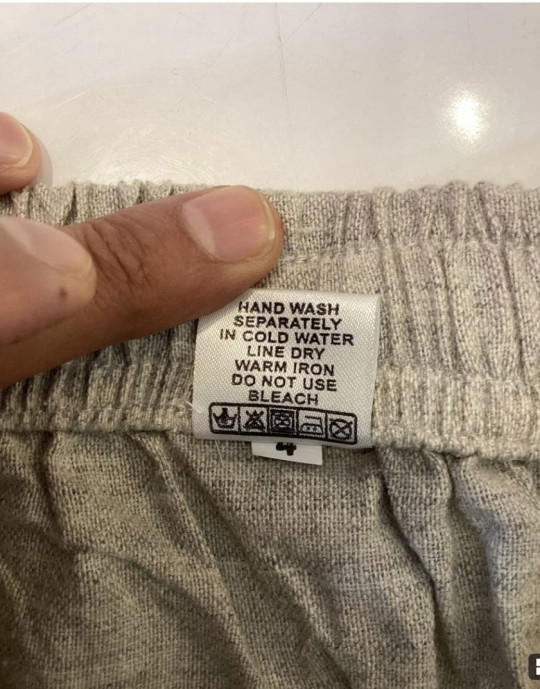 HAND WASH
SEPARATELY
IN COLD WATER
LINE DRY
WARM IRON
DO NOT USE
BLEACH
4